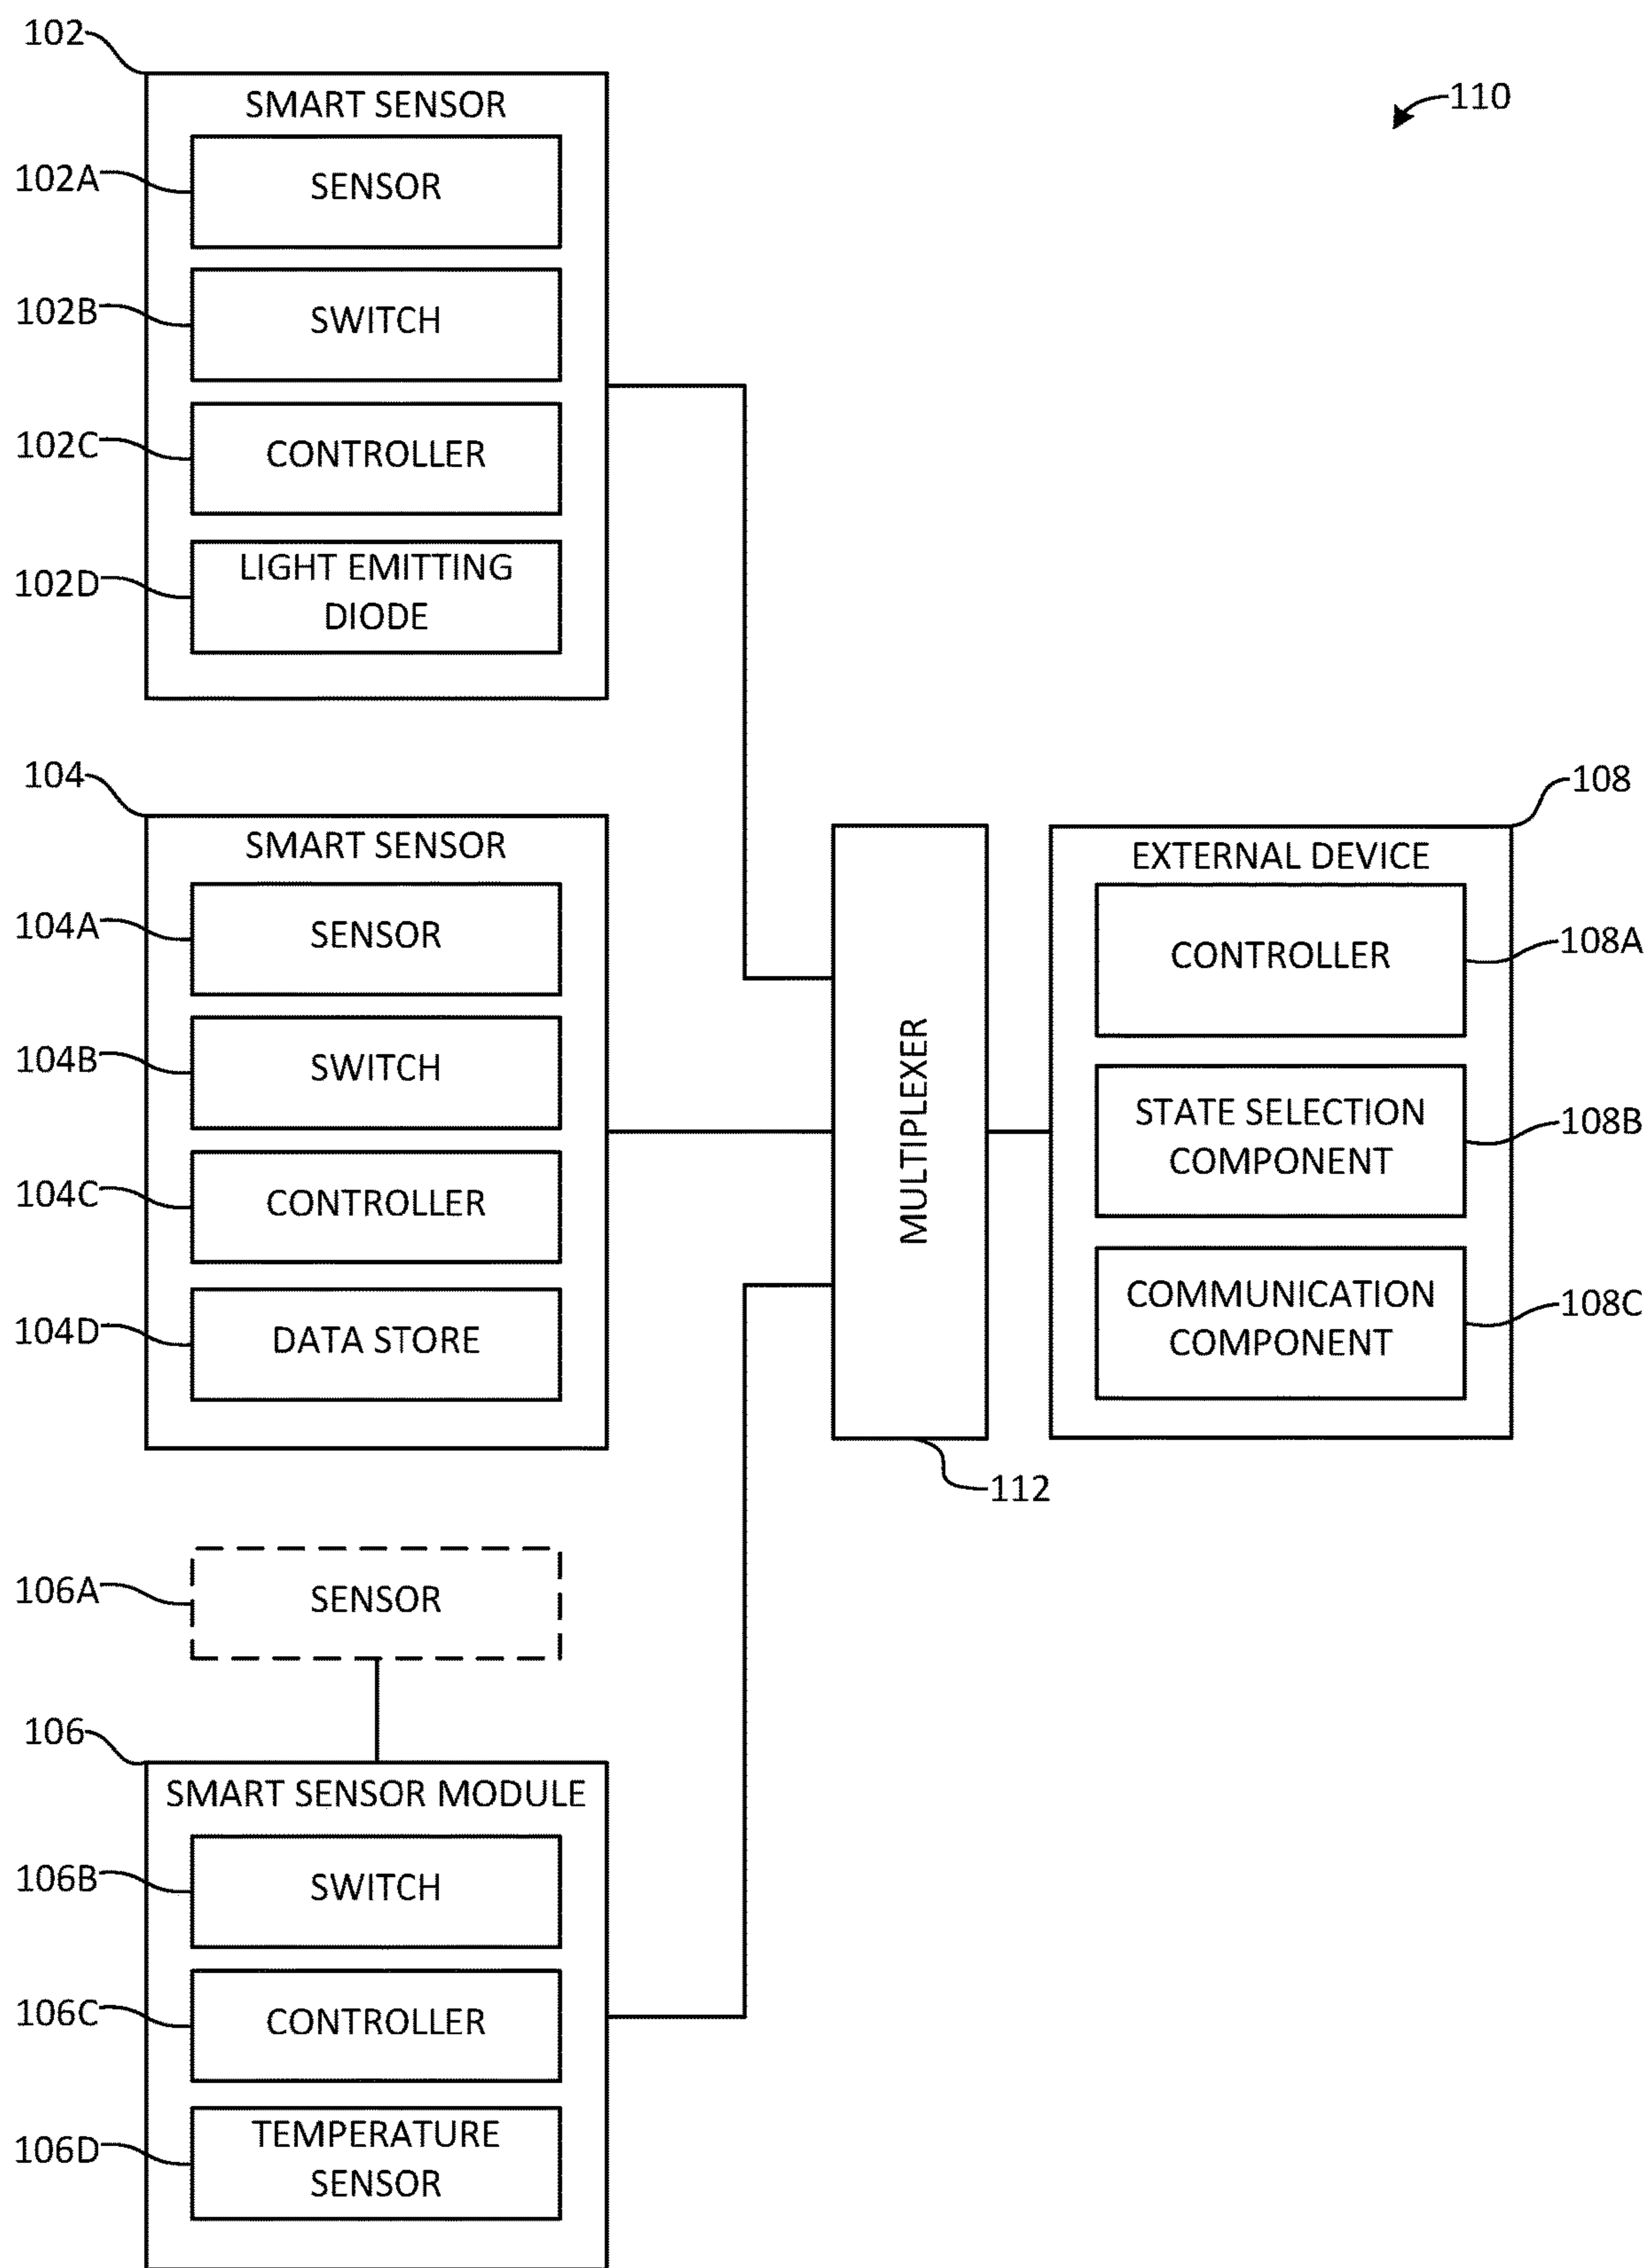 102
SMART SENSOR
110
102A
SENSOR
102B
SWITCH
102C
CONTROLLER
102D
LIGHT EMITTING
DIODE
104
SMART SENSOR
104A
SENSOR
104B
SWITCH
104C
CONTROLLER
104D
DATA STORE
MULTIPLEXER
112
108
EXTERNAL DEVICE
CONTROLLER
108A
STATE SELECTION
COMPONENT
108B
COMMUNICATION
COMPONENT
108C
106A
SENSOR
106
SMART SENSOR MODULE
106B
SWITCH
106C
CONTROLLER
106D
TEMPERATURE
SENSOR